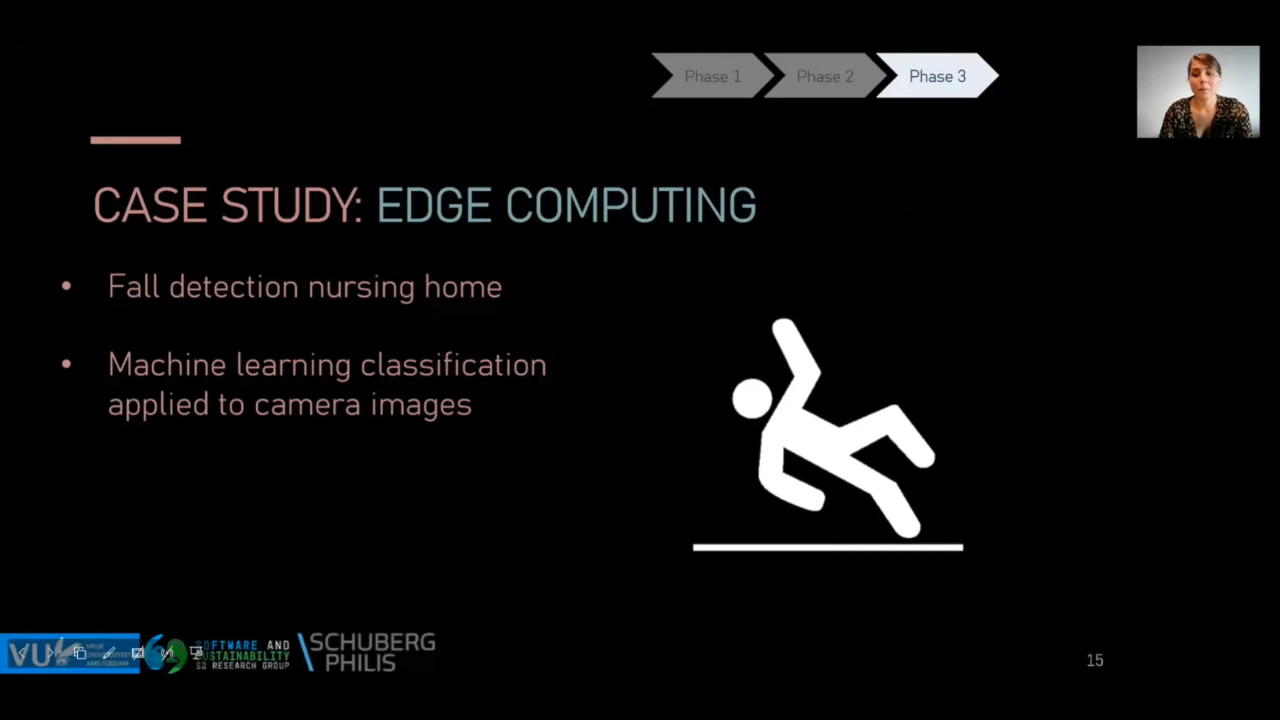 Phase 1
Phase 2
Phase 3
CASE STUDY: EDGE COMPUTING
• Fall detection nursing home
• Machine learning classification
applied to camera images
VU
SOFTWARE AND
SUSTAINABILITY
S2 RESEARCH GROUP
SCHUBERG
PHILIS
15